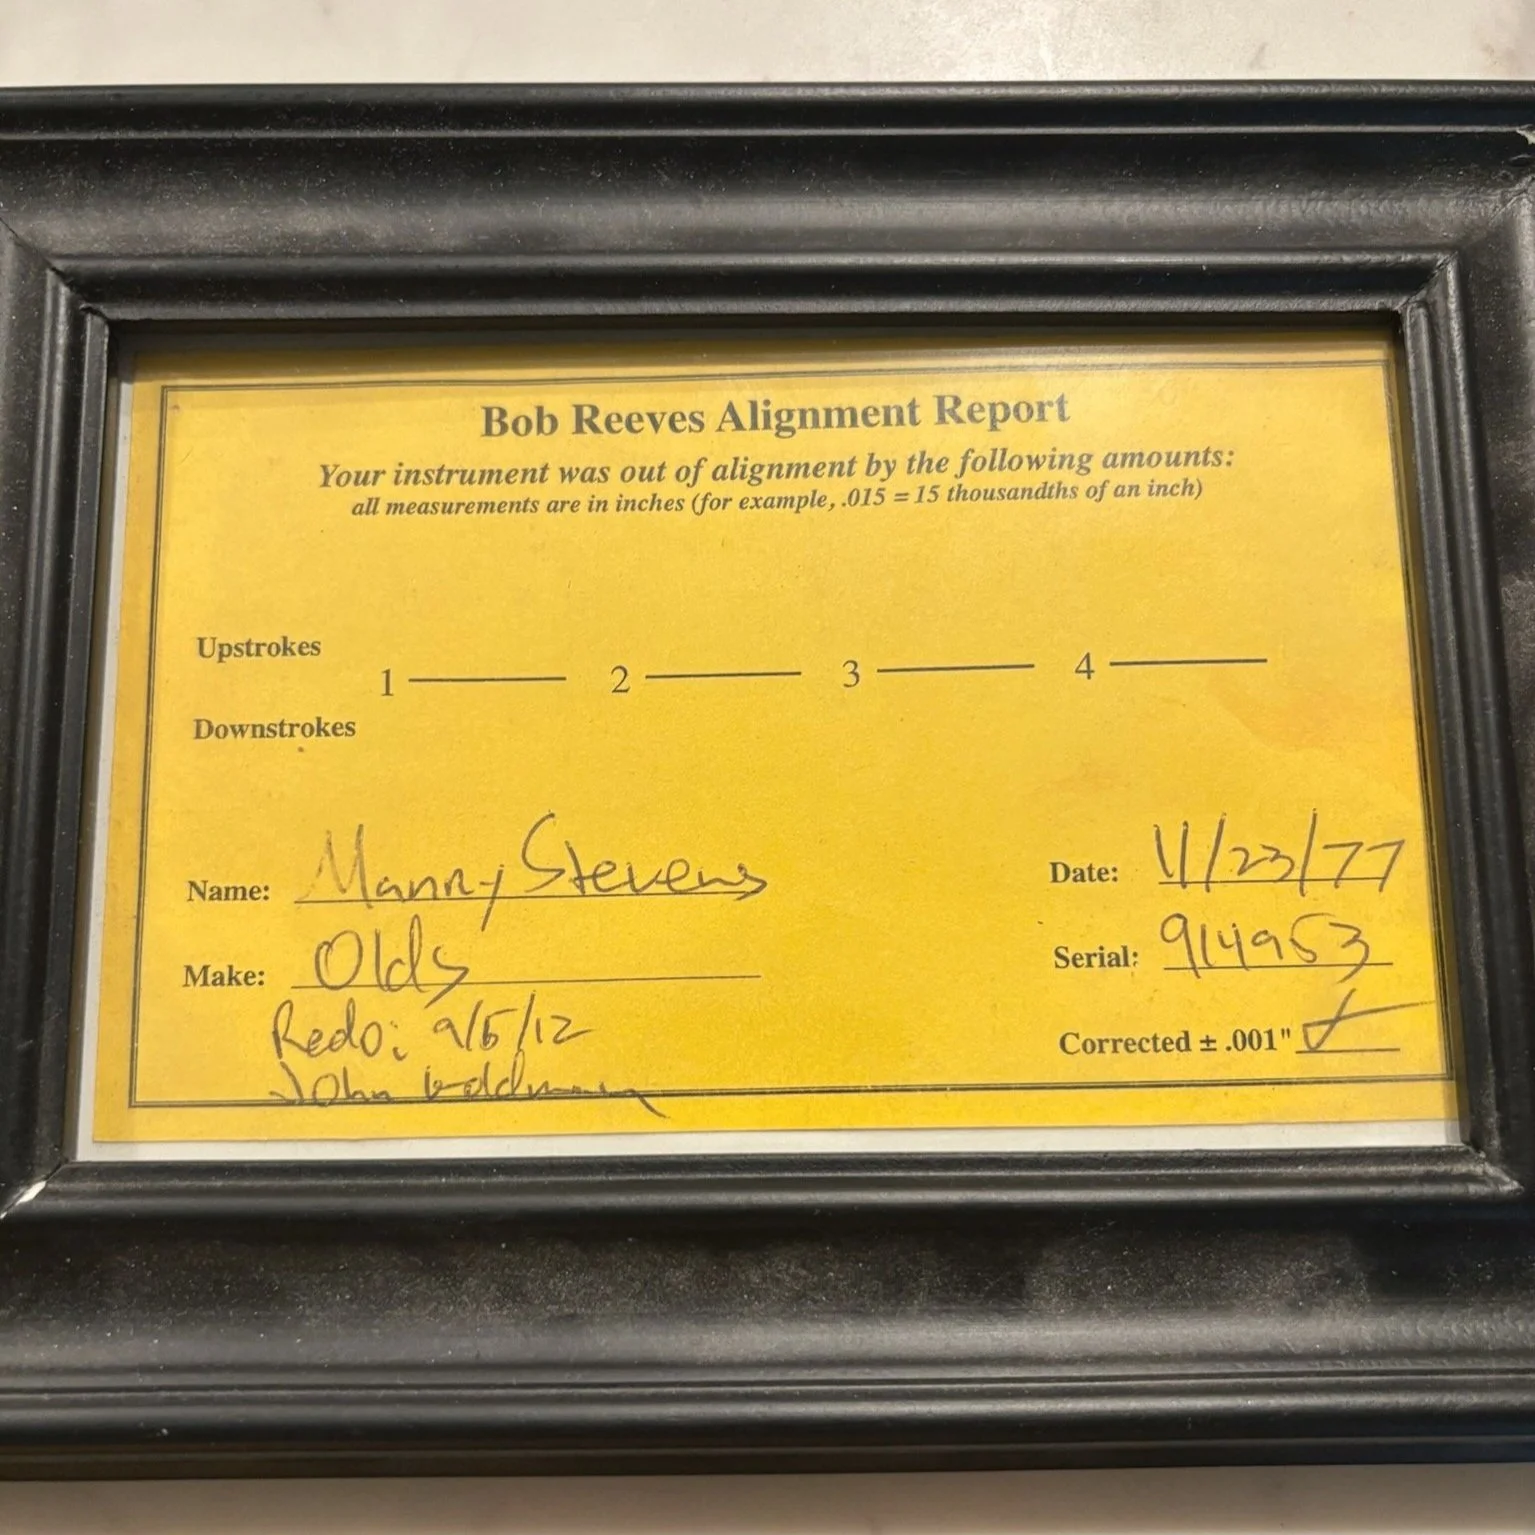 Bob Reeves Alignment Report
Your instrument was out of alignment by the following amounts:
all measurements are in inches (for example, .015 = 15 thousandths of an inch)
Upstrokes
1 2 3 4
Downstrokes
Name: Manny Stevens Date: 11/23/77
Make: Olds Serial: 914953
Redo: 9/5/12 Corrected ± .001" ✓
John